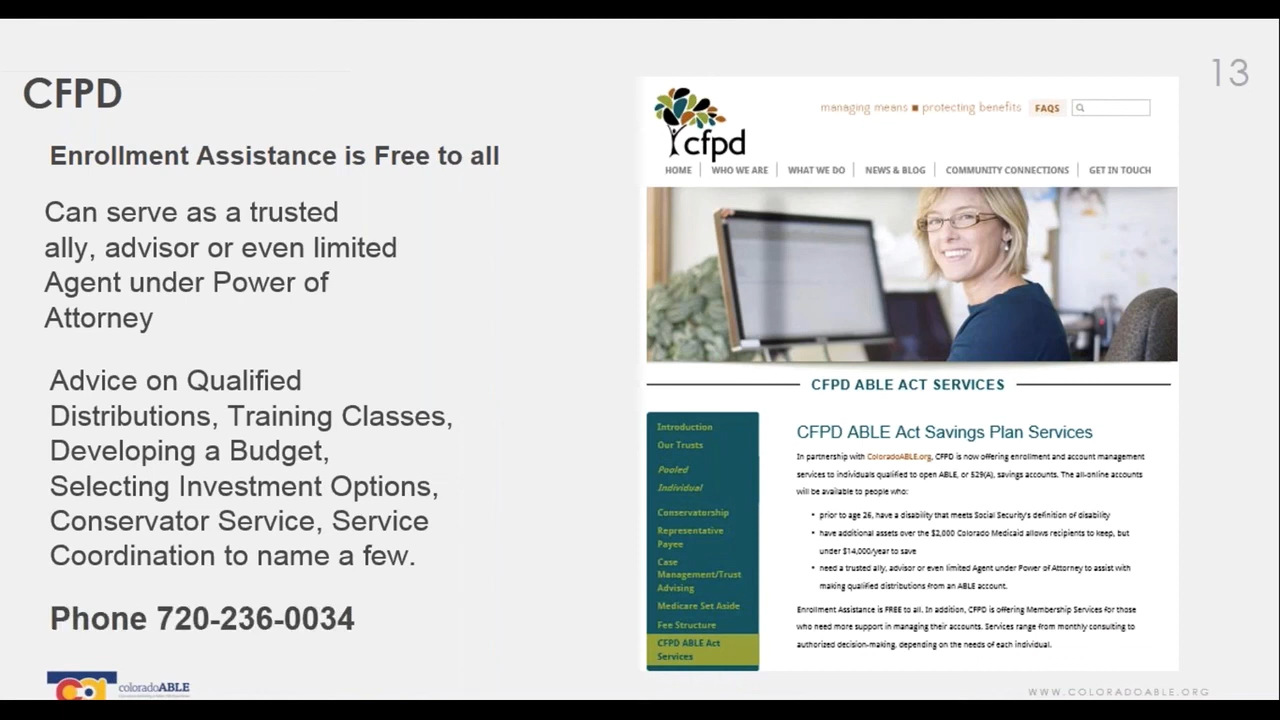 13
CFPD
Enrollment Assistance is Free to all
Can serve as a trusted
ally, advisor or even limited
Agent under Power of
Attorney
Advice on Qualified
Distributions, Training Classes,
Developing a Budget,
Selecting Investment Options,
Conservator Service, Service
Coordination to name a few.
Phone 720-236-0034
coloradoABLE
cfpd
managing means ■ protecting benefits FAQS
HOME | WHO WE ARE | WHAT WE DO | NEWS & BLOG | COMMUNITY CONNECTIONS | GET IN TOUCH
CFPD ABLE ACT SERVICES
Introduction
Our Trusts
Pooled
Individual
Conservatorship
Representative
Payee
Case
Management/Trust
Advising
Medicare Set Aside
Fee Structure
CFPD ABLE Act
Services
CFPD ABLE Act Savings Plan Services
In partnership with ColoradoABLE.org, CFPD is now offering enrollment and account management
services to individuals qualified to open ABLE, or 529(A), savings accounts. The all-online accounts
will be available to people who:
• prior to age 26, have a disability that meets Social Security's definition of disability
• have additional assets over the $2,000 Colorado Medicaid allows recipients to keep, but
under $14,000/year to save
• need a trusted ally, advisor or even limited Agent under Power of Attorney to assist with
making qualified distributions from an ABLE account.
Enrollment Assistance is FREE to all. In addition, CFPD is offering Membership Services for those
who need more support in managing their accounts. Services range from monthly consulting to
authorized decision-making, depending on the needs of each individual.
WWW.COLORADOABLE.ORG